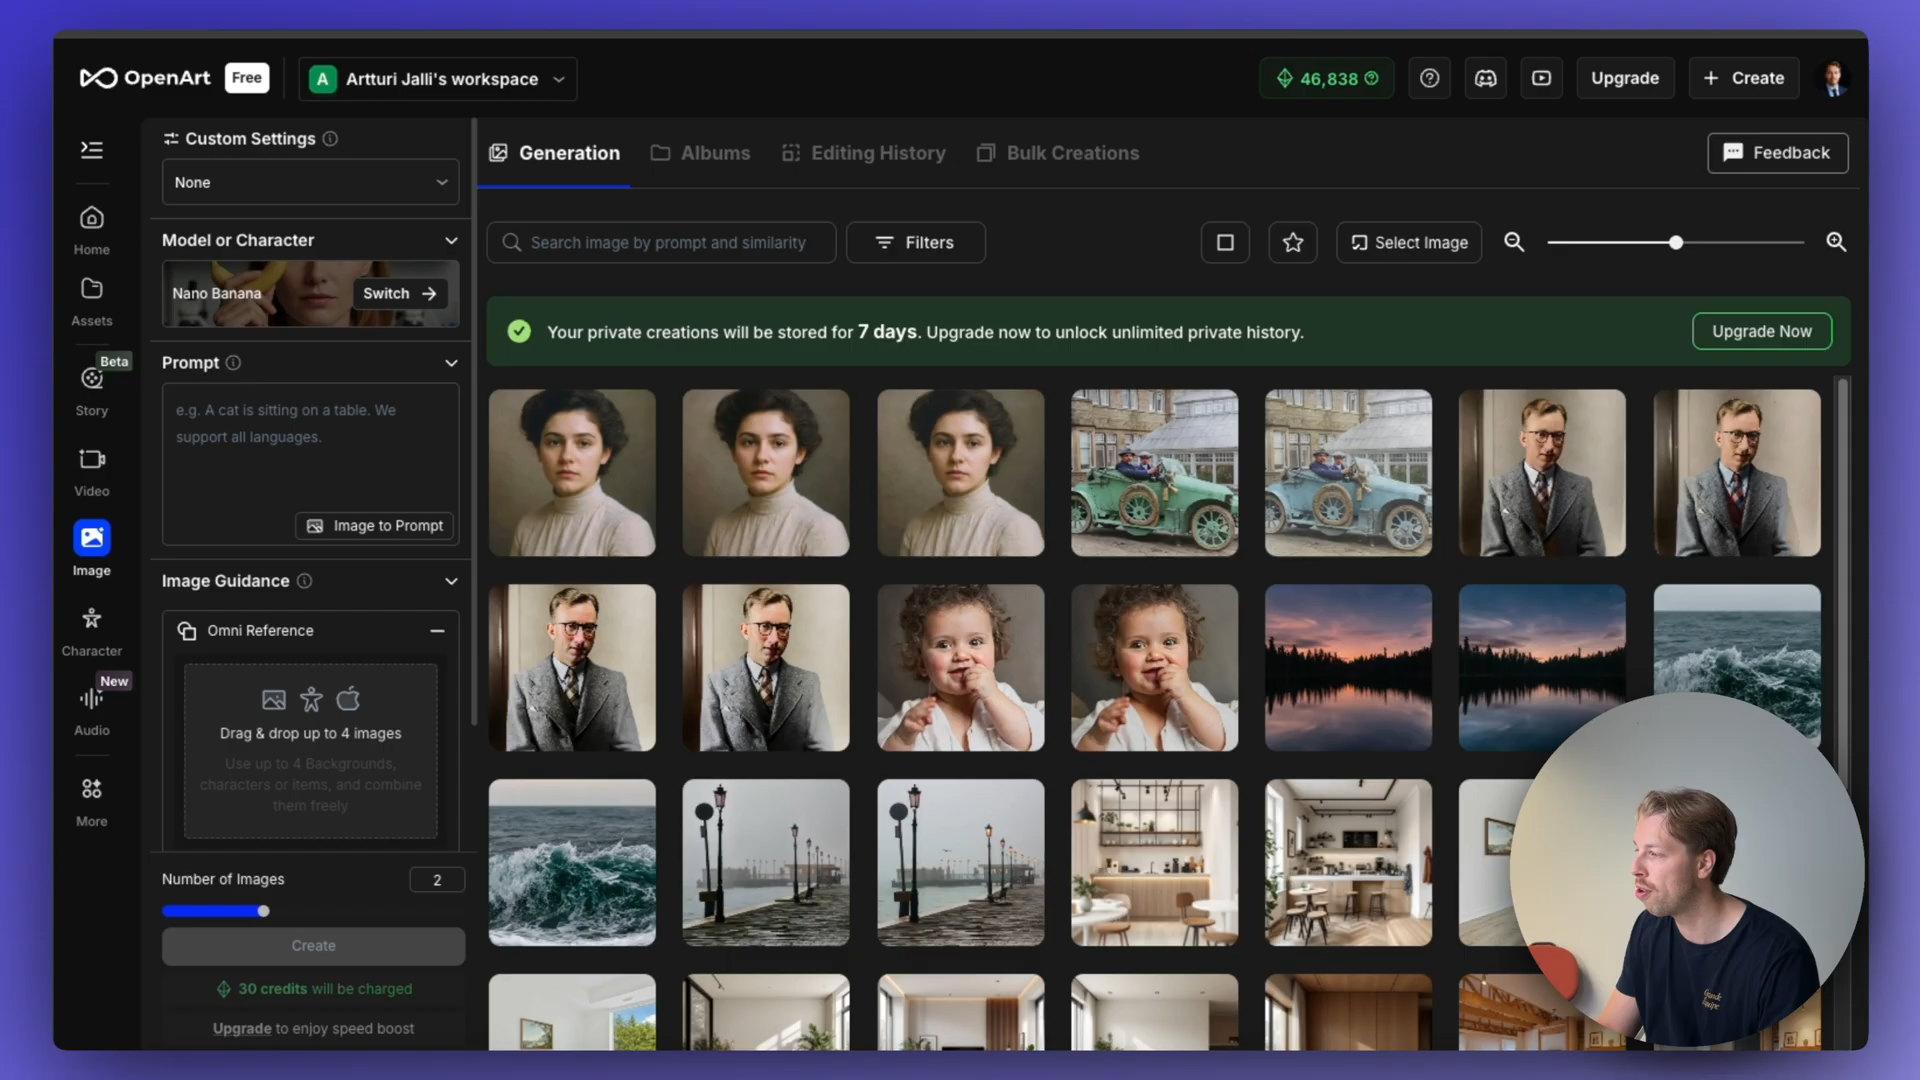 OpenArt
Free
A
Artturi Jalli's workspace
46,838
Upgrade
+ Create
Custom Settings
None
Model or Character
Nano Banana
Switch
Prompt
e.g. A cat is sitting on a table. We
support all languages.
Image to Prompt
Image Guidance
Omni Reference
Drag & drop up to 4 images
Use up to 4 Backgrounds,
characters or items, and combine
them freely
Number of Images
2
Create
30 credits will be charged
Upgrade to enjoy speed boost
Home
Assets
Beta
Story
Video
Image
Character
New
Audio
More
Generation
Albums
Editing History
Bulk Creations
Feedback
Search image by prompt and similarity
Filters
Select Image
Your private creations will be stored for 7 days. Upgrade now to unlock unlimited private history.
Upgrade Now